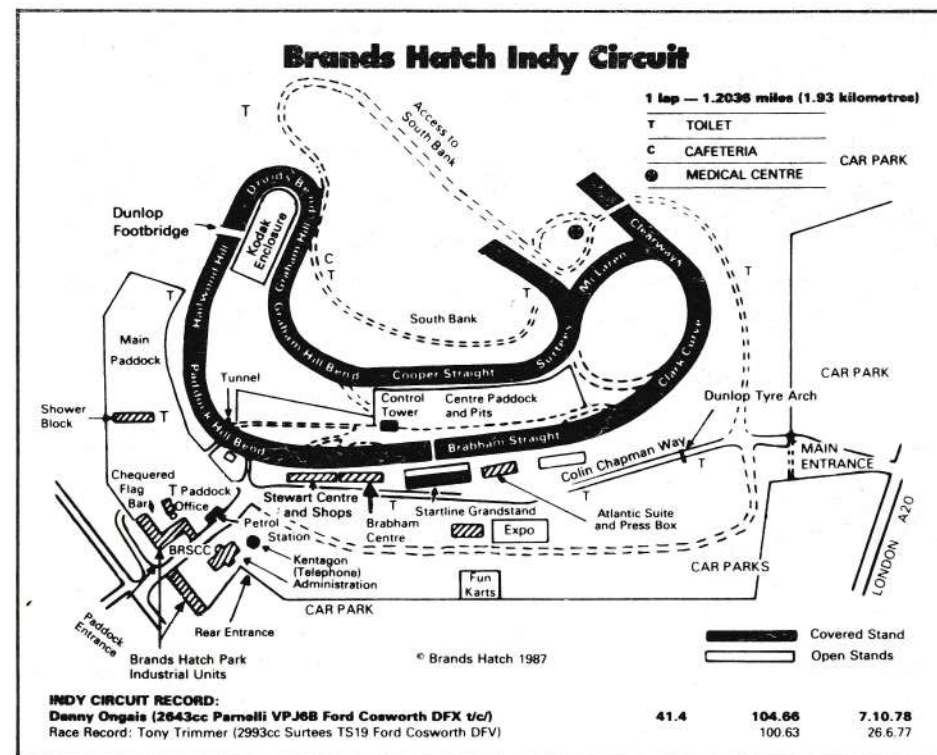 Brands Hatch Indy Circuit
1 lap — 1.2036 miles (1.93 kilometres)
T TOILET
C CAFETERIA
MEDICAL CENTRE
CAR PARK
T
Access to
South Bank
Druids Bend
Kodak
Enclosure
Dunlop
Footbridge
Hailwood Hill
Graham Hill
Graham Hill Bend
C
T
T
South Bank
Clearways
McLaren
Surtees
T
T
Main
Paddock
Paddock Hill Bend
Tunnel
Cooper Straight
Clark Curve
CAR PARK
Control
Tower
Centre Paddock
and Pits
Dunlop Tyre Arch
Shower
Block
T
Brabham Straight
Colin Chapman Way
T
MAIN
ENTRANCE
Chequered
Flag
Bar
T Paddock
Office
Stewart Centre
and Shops
T
Startline Grandstand
T
Atlantic Suite
and Press Box
A20
LONDON
Petrol
Station
Brabham
Centre
Expo
BRSCC
Kentagon
(Telephone)
Administration
CAR PARKS
Fun
Karts
CAR PARK
Paddock
Entrance
Rear Entrance
Brands Hatch Park
Industrial Units
© Brands Hatch 1987
Covered Stand
Open Stands
INDY CIRCUIT RECORD:
Danny Ongais (2643cc Parnelli VPJ6B Ford Cosworth DFX t/c/) 41.4 104.66 7.10.78
Race Record: Tony Trimmer (2993cc Surtees TS19 Ford Cosworth DFV) 100.63 26.6.77